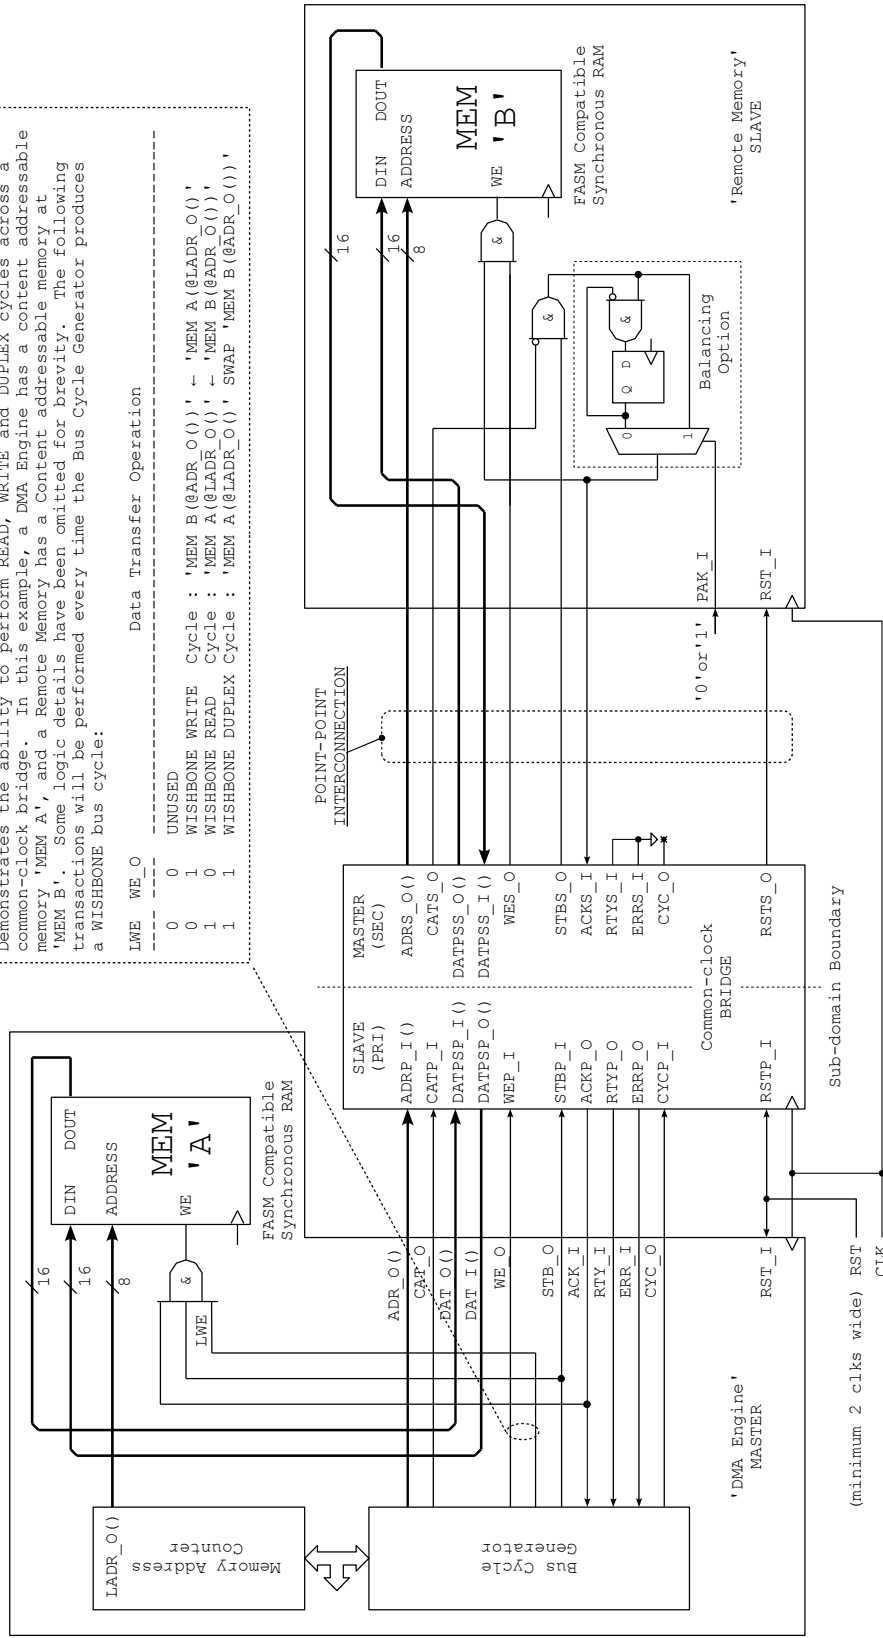 Demonstrates the ability to perform READ, WRITE and DUPLEX cycles across a
common-clock bridge. In this example, a DMA Engine has a content addressable
memory 'MEM A', and a Remote Memory has a Content addressable memory at
'MEM B'. Some logic details have been omitted for brevity. The following
transactions will be performed every time the Bus Cycle Generator produces
a WISHBONE bus cycle:
LWE WE_O Data Transfer Operation
0 0 UNUSED
0 1 WISHBONE WRITE Cycle : 'MEM B(@ADR_O())' ← 'MEM A(@LADR_O()'
1 0 WISHBONE READ Cycle : 'MEM A(@LADR_O()' ← 'MEM B(@ADR_O())'
1 1 WISHBONE DUPLEX Cycle : 'MEM A(@LADR_O()' SWAP 'MEM B(@ADR_O())'
LADR_O()
Memory Address
Counter
Bus Cycle
Generator
16
16
8
DIN DOUT
ADDRESS
MEM
'A'
WE
&
LWE
FASM Compatible
Synchronous RAM
ADR_O()
CAT_O
DAT O()
DAT I()
WE_O
STB_O
ACK_I
RTY_I
ERR_I
CYC_O
RST_I
'DMA Engine'
MASTER
(minimum 2 clks wide) RST
CLK
SLAVE
(PRI)
ADRP_I()
CATP_I
DATPSP_I()
DATPSP_O()
WEP_I
STBP_I
ACKP_O
RTYP_O
ERRP_O
CYCP_I
RSTP_I
MASTER
(SEC)
ADRS_O()
CATS_O
DATPSS_O()
DATPSS_I()
WES_O
STBS_O
ACKS_I
RTYS_I
ERRS_I
CYC_O
RSTS_O
Common-clock
BRIDGE
Sub-domain Boundary
POINT-POINT
INTERCONNECTION
'0'or'1' PAK_I
RST_I
16
16
8
DIN DOUT
ADDRESS
MEM
'B'
WE
&
&
FASM Compatible
Synchronous RAM
0
1
Q D
&
Balancing
Option
'Remote Memory'
SLAVE